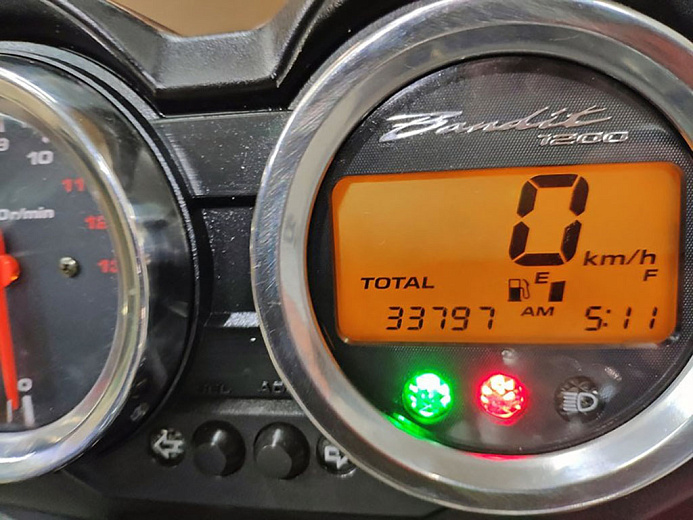 10
11
12
13
r/min
0
Bandit
1200
0
km/h
TOTAL
E
F
33797
AM
5:11